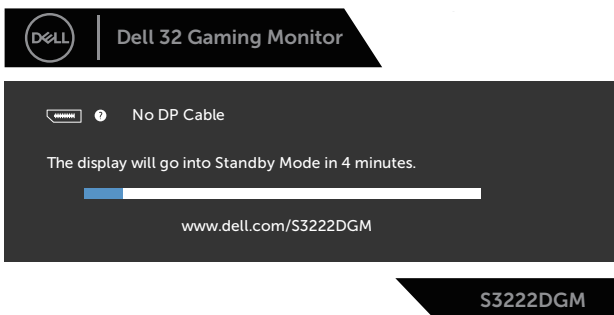 DELL
Dell 32 Gaming Monitor
? No DP Cable
The display will go into Standby Mode in 4 minutes.
www.dell.com/S3222DGM
S3222DGM